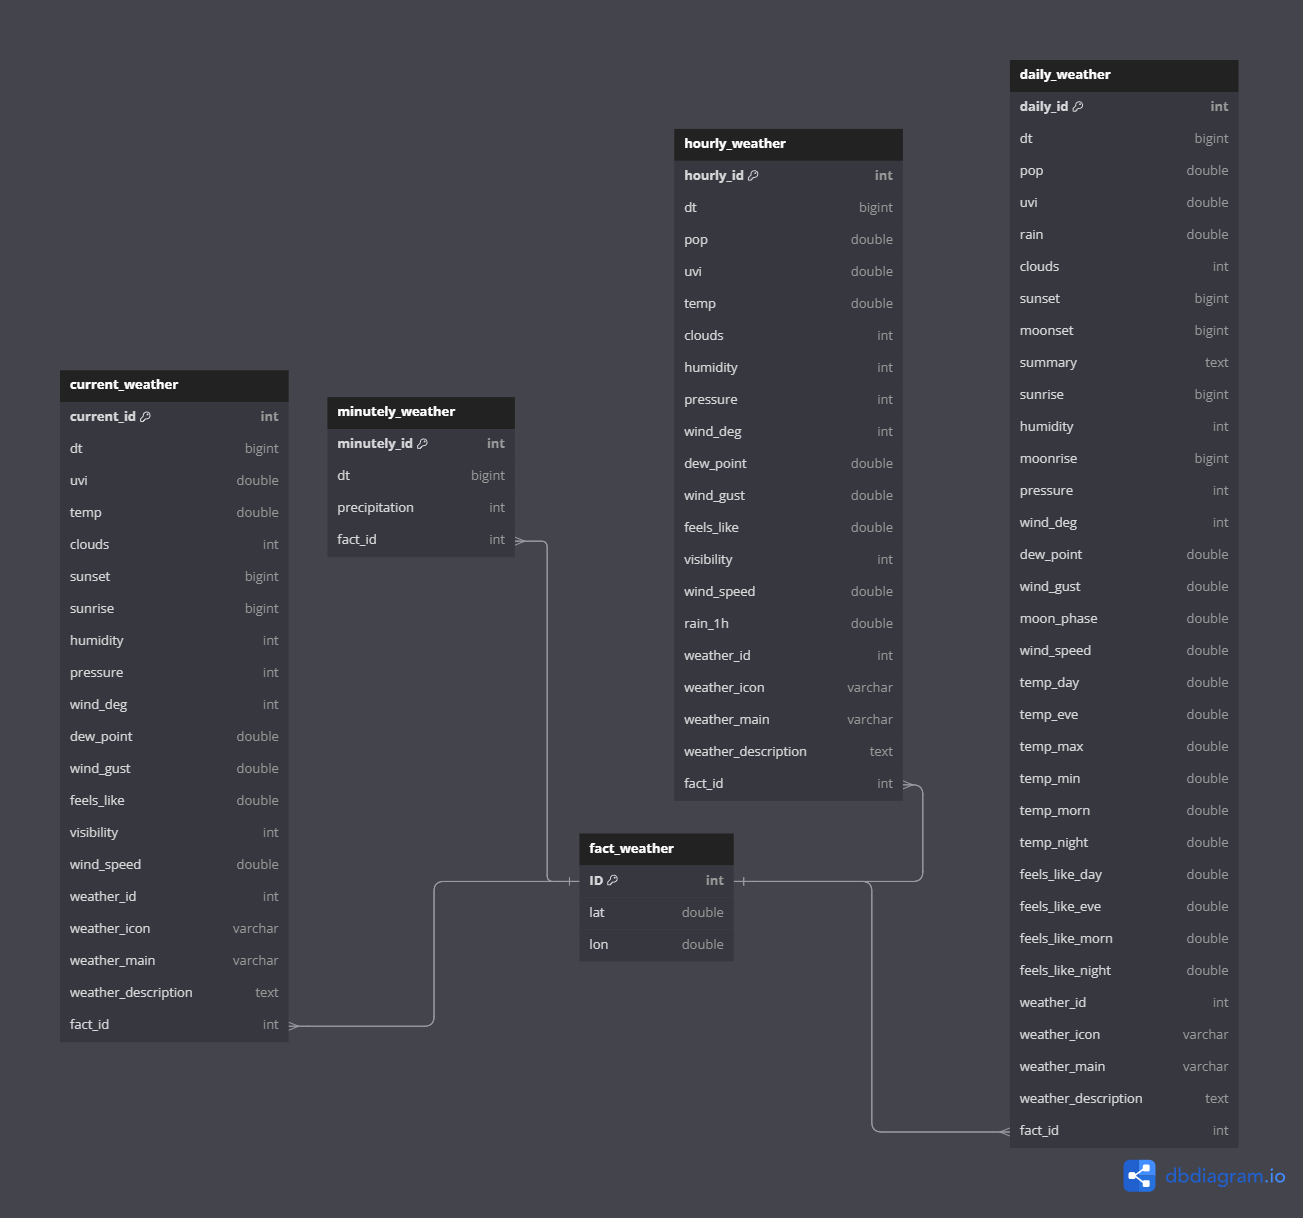 current_weather
current_id int
dt bigint
uvi double
temp double
clouds int
sunset bigint
sunrise bigint
humidity int
pressure int
wind_deg int
dew_point double
wind_gust double
feels_like double
visibility int
wind_speed double
weather_id int
weather_icon varchar
weather_main varchar
weather_description text
fact_id int
minutely_weather
minutely_id int
dt bigint
precipitation int
fact_id int
hourly_weather
hourly_id int
dt bigint
pop double
uvi double
temp double
clouds int
humidity int
pressure int
wind_deg int
dew_point double
wind_gust double
feels_like double
visibility int
wind_speed double
rain_1h double
weather_id int
weather_icon varchar
weather_main varchar
weather_description text
fact_id int
fact_weather
ID int
lat double
lon double
daily_weather
daily_id int
dt bigint
pop double
uvi double
rain double
clouds int
sunset bigint
moonset bigint
summary text
sunrise bigint
humidity int
moonrise bigint
pressure int
wind_deg int
dew_point double
wind_gust double
moon_phase double
wind_speed double
temp_day double
temp_eve double
temp_max double
temp_min double
temp_morn double
temp_night double
feels_like_day double
feels_like_eve double
feels_like_morn double
feels_like_night double
weather_id int
weather_icon varchar
weather_main varchar
weather_description text
fact_id int
dbdiagram.io